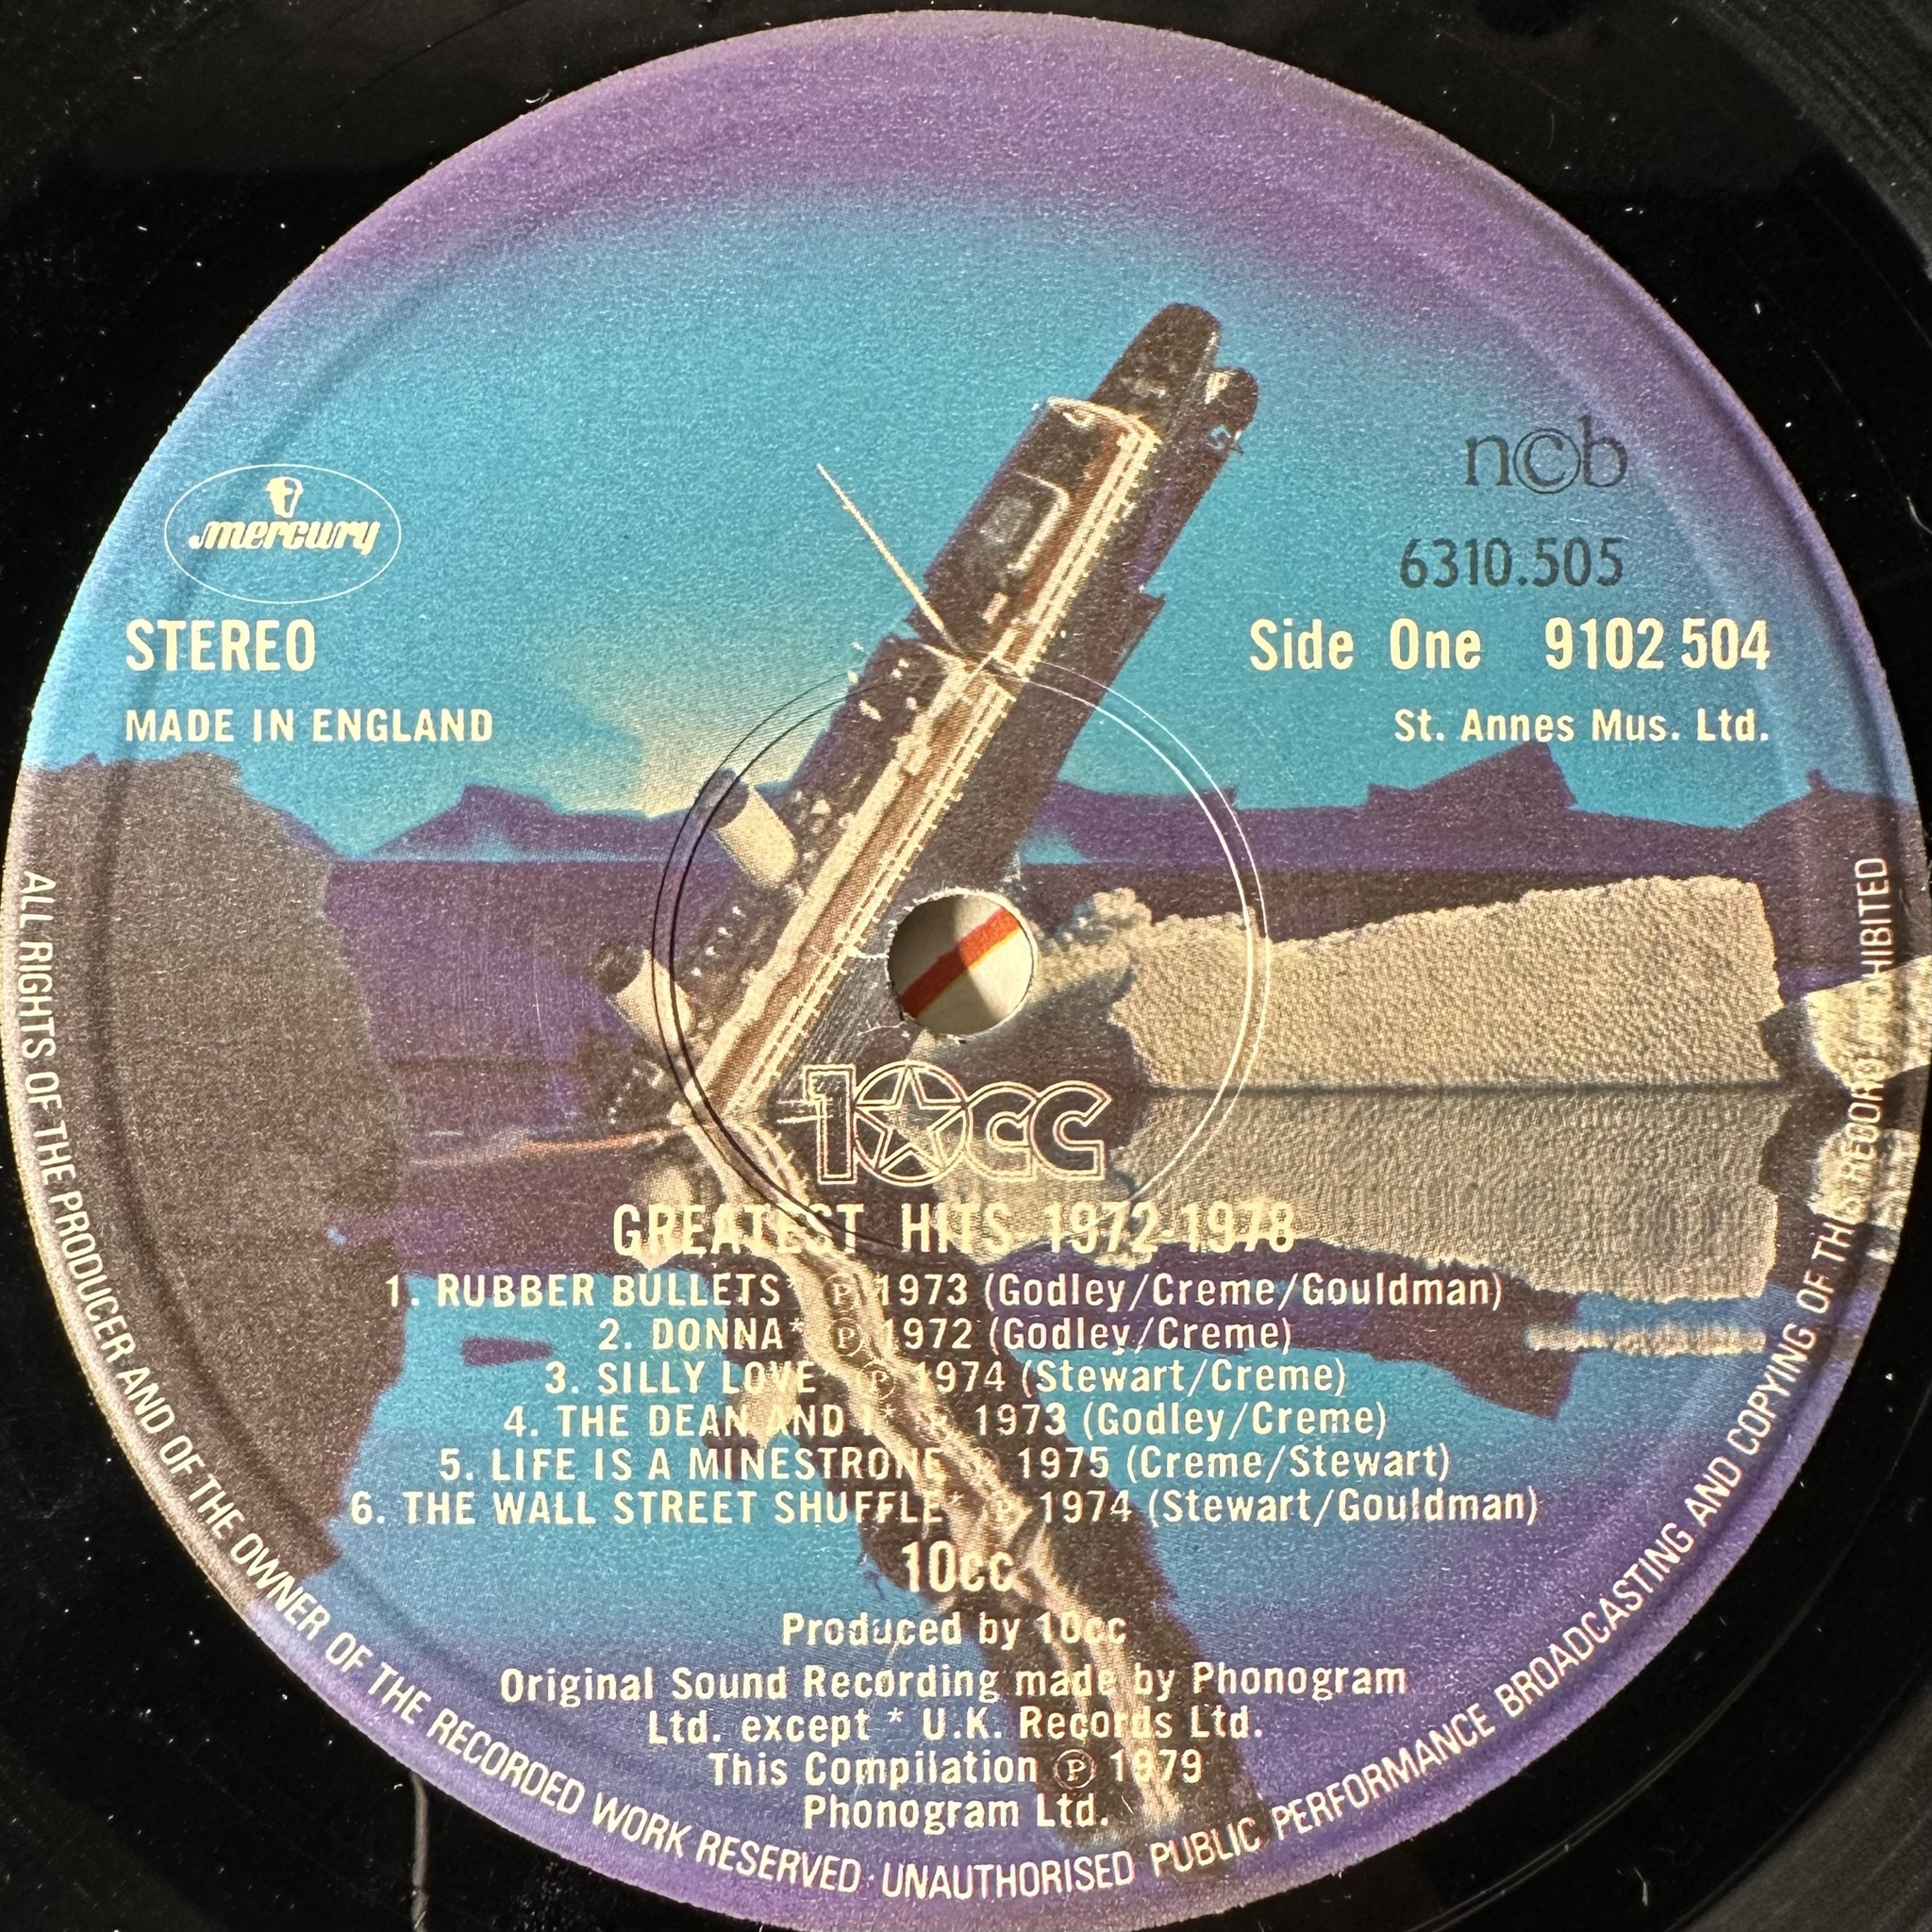 ncb
6310.505
mercury
STEREO
Side One 9102 504
MADE IN ENGLAND
St. Annes Mus. Ltd.
10cc
GREATEST HITS 1972-1978
1. RUBBER BULLETS* Ⓟ 1973 (Godley/Creme/Gouldman)
2. DONNA* Ⓟ 1972 (Godley/Creme)
3. SILLY LOVE* Ⓟ 1974 (Stewart/Creme)
4. THE DEAN AND I* Ⓟ 1973 (Godley/Creme)
5. LIFE IS A MINESTRONE Ⓟ 1975 (Creme/Stewart)
6. THE WALL STREET SHUFFLE* Ⓟ 1974 (Stewart/Gouldman)
10cc
Produced by 10cc
Original Sound Recording made by Phonogram
Ltd. except * U.K. Records Ltd.
This Compilation Ⓟ 1979
Phonogram Ltd.
ALL RIGHTS OF THE PRODUCER AND OF THE OWNER OF THE RECORDED WORK RESERVED · UNAUTHORISED PUBLIC PERFORMANCE BROADCASTING AND COPYING OF THIS RECORD PROHIBITED